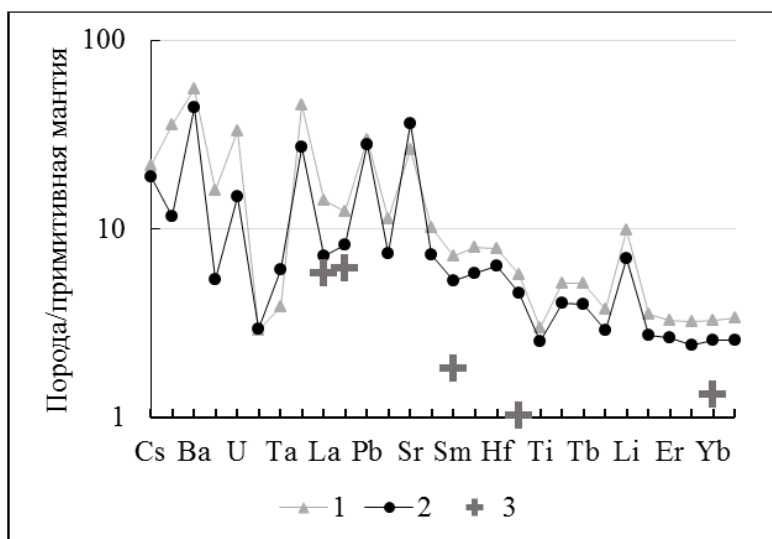 Порода/примитивная мантия
100
10
1
Cs Ba U Ta La Pb Sr Sm Hf Ti Tb Li Er Yb
1 2 3